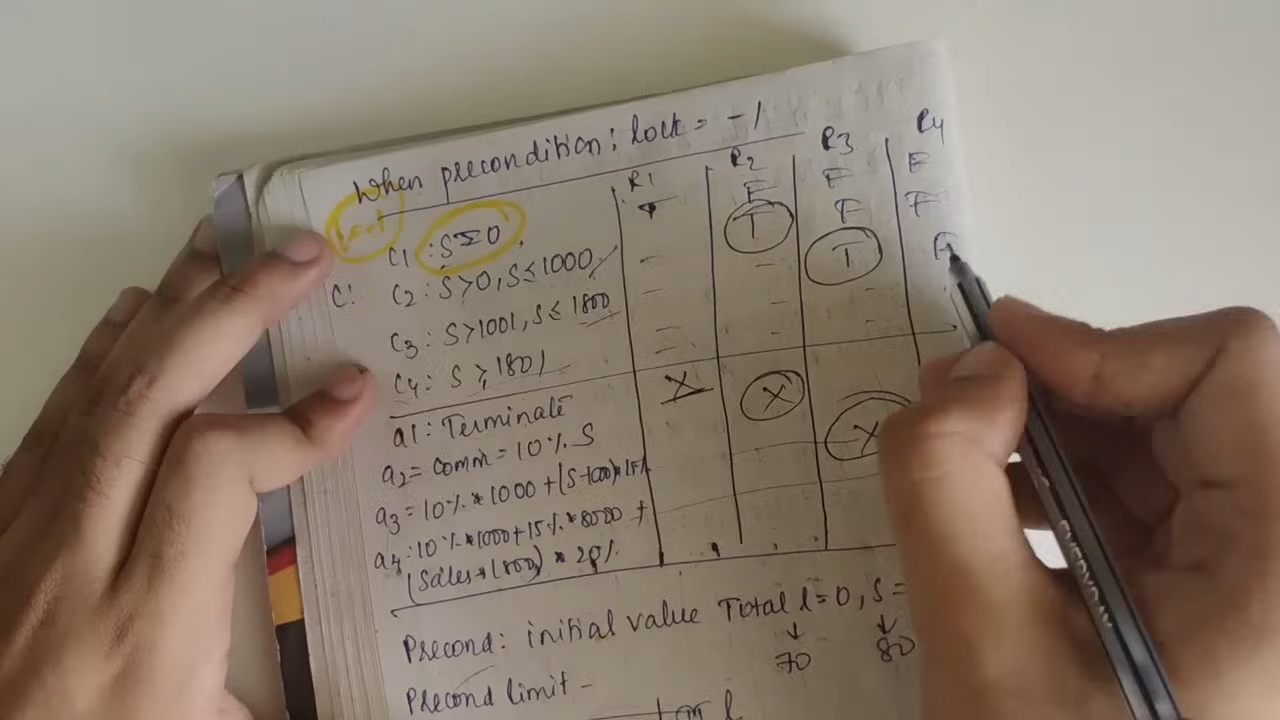 When precondition: lock = -1
R1 R2 R3 R4
T F F F
C1: S=0 - T F F
C: C2: S>0, S≤1000 - - T F
C3: S>1001, S≤1800 - - -
C4: S≥1801 - - -
a1: Terminate X X X
a2= Comm = 10% S
a3= 10% * 1000 + (S-1000)*15%
a4: 10% *1000 + 15% * 8000 +
(Sales 1800) * 20%
Precond: initial value Total l=0, S =
↓ ↓
70 80
Precond limit -
l
EVERYDAY